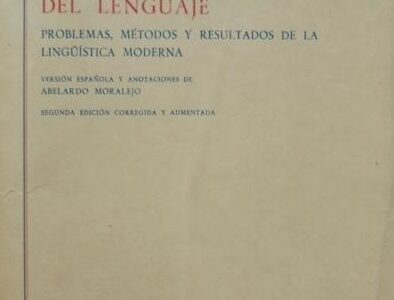 DEL LENGUAJE
PROBLEMAS, MÉTODOS Y RESULTADOS DE LA
LINGÜÍSTICA MODERNA
VERSIÓN ESPAÑOLA Y ANOTACIONES DE
ABELARDO MORALEJO
SEGUNDA EDICIÓN CORREGIDA Y AUMENTADA